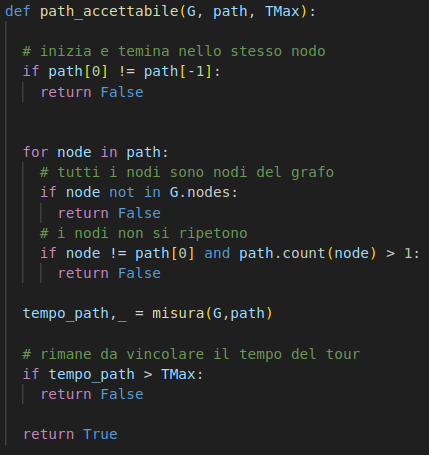 def path_accettabile(G, path, TMax):
# inizia e temina nello stesso nodo
if path[0] != path[-1]:
return False
for node in path:
# tutti i nodi sono nodi del grafo
if node not in G.nodes:
return False
# i nodi non si ripetono
if node != path[0] and path.count(node) > 1:
return False
tempo_path,_ = misura(G,path)
# rimane da vincolare il tempo del tour
if tempo_path > TMax:
return False
return True